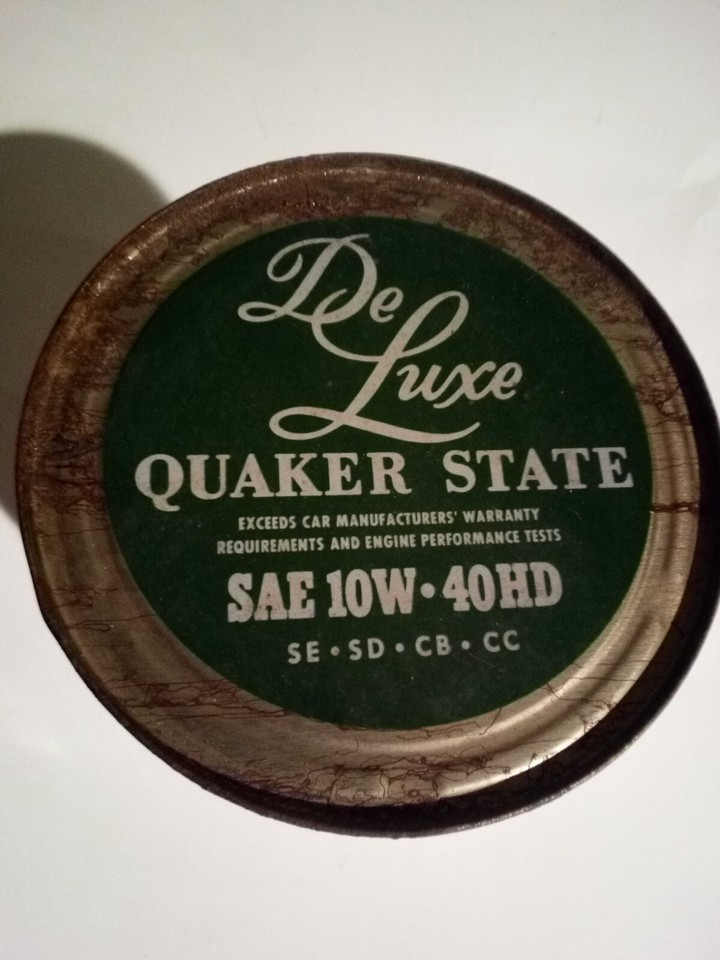 De
Luxe
QUAKER STATE
EXCEEDS CAR MANUFACTURERS' WARRANTY
REQUIREMENTS AND ENGINE PERFORMANCE TESTS
SAE 10W•40HD
SE • SD • CB • CC